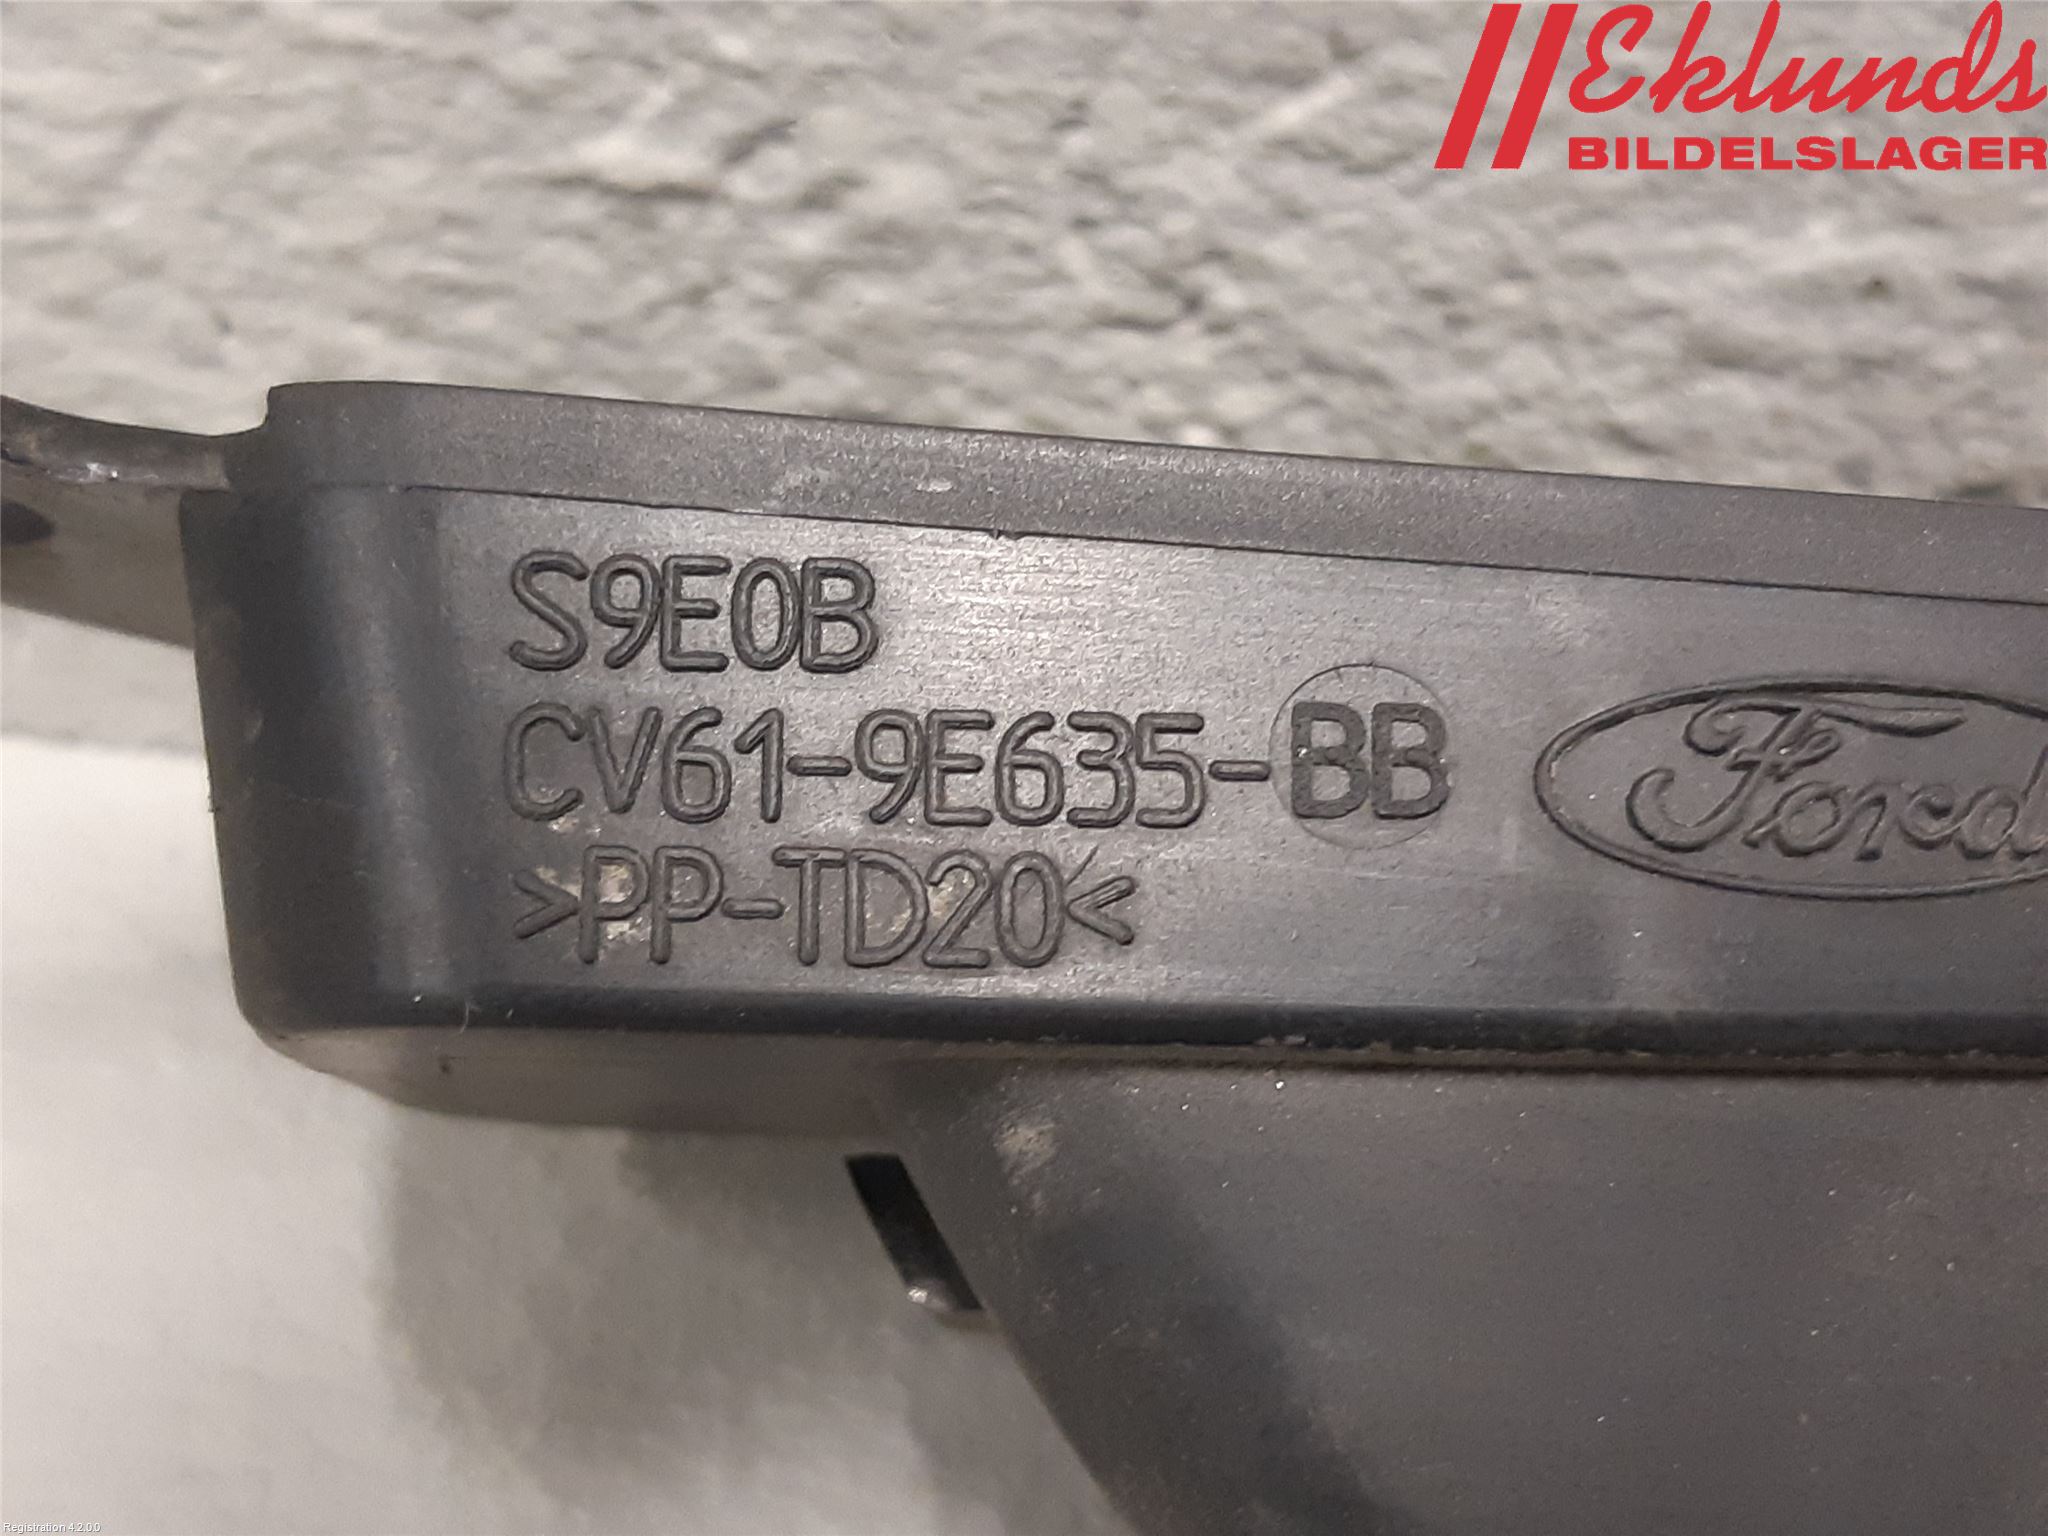 Eklunds
BILDELSLAGER
S9E0B
CV61-9E635-BB
Ford
>PP-TD20<
Registration 4.2.0.0